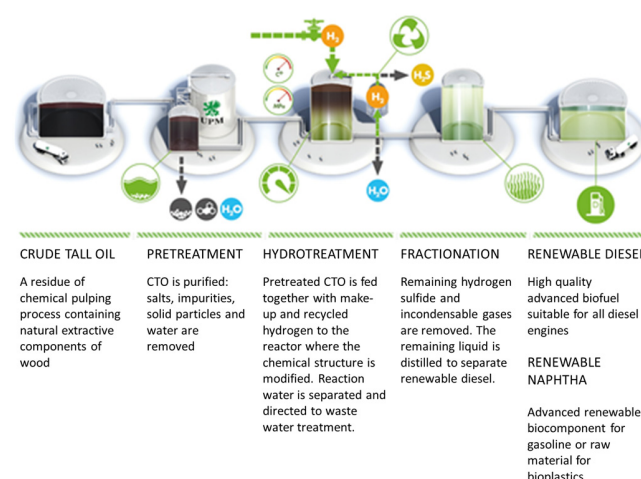 H₂
C°
MPa
H₂S
H₂
UPM
H₂O
H₂O
CRUDE TALL OIL
A residue of
chemical pulping
process containing
natural extractive
components of
wood
PRETREATMENT
CTO is purified:
salts, impurities,
solid particles and
water are
removed
HYDROTREATMENT
Pretreated CTO is fed
together with make-
up and recycled
hydrogen to the
reactor where the
chemical structure is
modified. Reaction
water is separated and
directed to waste
water treatment.
FRACTIONATION
Remaining hydrogen
sulfide and
incondensable gases
are removed. The
remaining liquid is
distilled to separate
renewable diesel.
RENEWABLE DIESEL
High quality
advanced biofuel
suitable for all diesel
engines
RENEWABLE
NAPHTHA
Advanced renewable
biocomponent for
gasoline or raw
material for
bioplastics